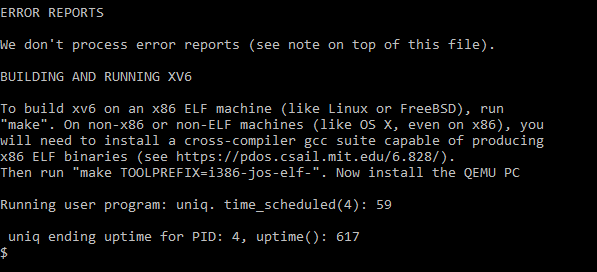 ERROR REPORTS
We don't process error reports (see note on top of this file).
BUILDING AND RUNNING XV6
To build xv6 on an x86 ELF machine (like Linux or FreeBSD), run
"make". On non-x86 or non-ELF machines (like OS X, even on x86), you
will need to install a cross-compiler gcc suite capable of producing
x86 ELF binaries (see https://pdos.csail.mit.edu/6.828/).
Then run "make TOOLPREFIX=i386-jos-elf-". Now install the QEMU PC
Running user program: uniq. time_scheduled(4): 59
uniq ending uptime for PID: 4, uptime(): 617
$